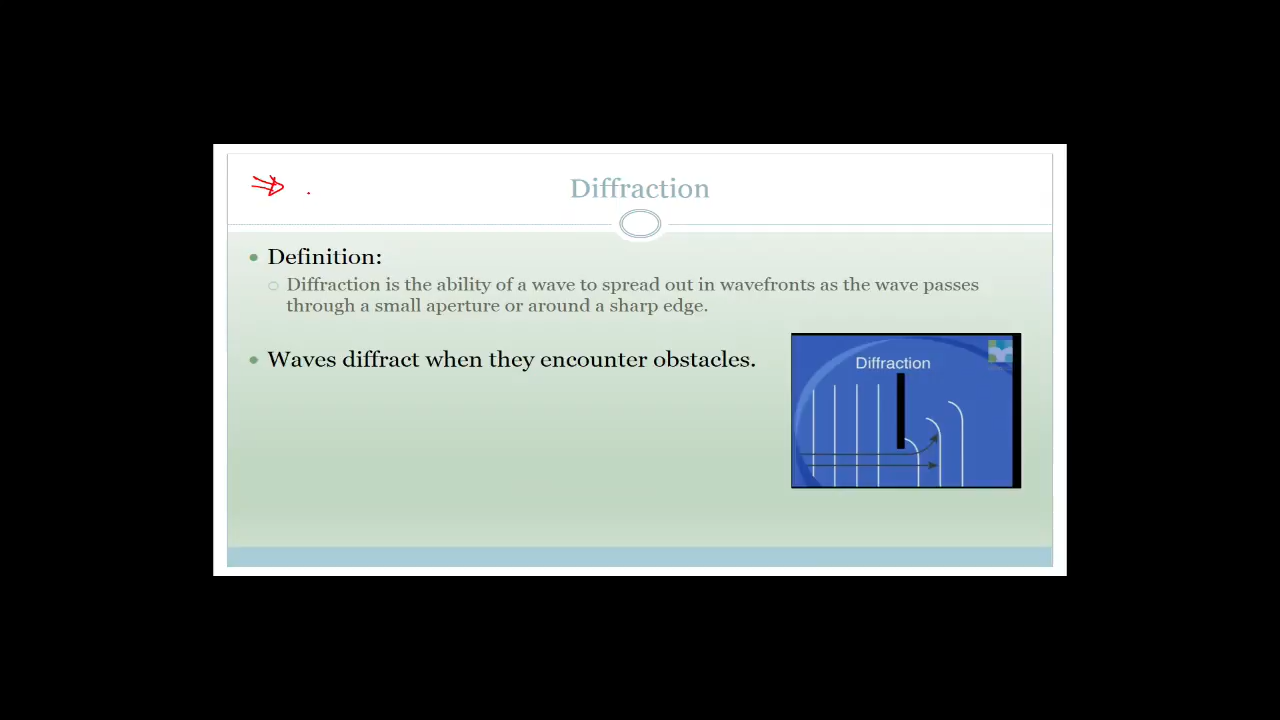 Diffraction
Definition:
Diffraction is the ability of a wave to spread out in wavefronts as the wave passes
through a small aperture or around a sharp edge.
Waves diffract when they encounter obstacles.
Diffraction